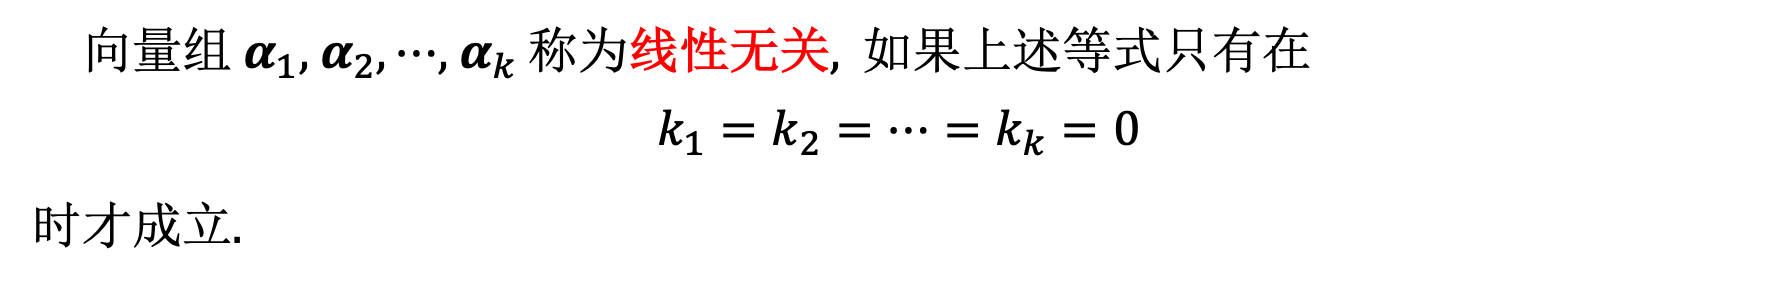 向量组 α₁, α₂, ⋯, αₖ 称为线性无关, 如果上述等式只有在
k₁ = k₂ = ⋯ = kₖ = 0
时才成立.